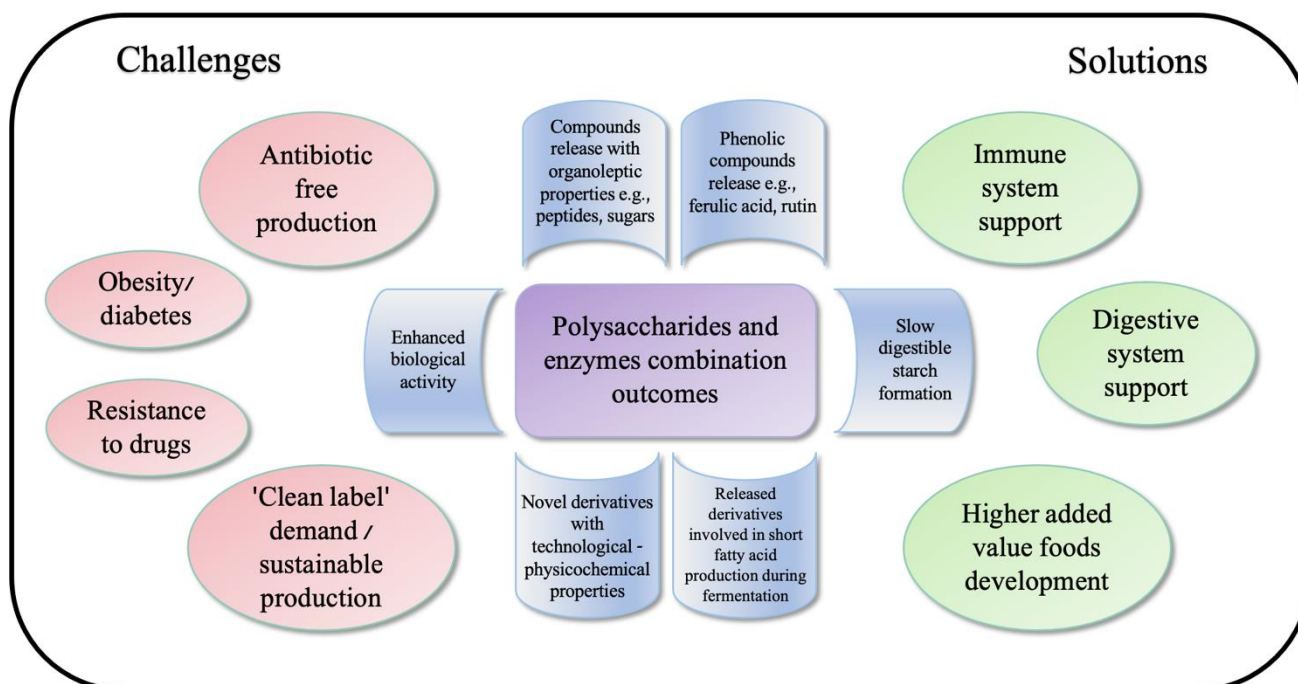 Challenges
Solutions
Antibiotic
free
production
Obesity/
diabetes
Resistance
to drugs
'Clean label'
demand /
sustainable
production
Compounds
release with
organoleptic
properties e.g.,
peptides, sugars
Phenolic
compounds
release e.g.,
ferulic acid, rutin
Enhanced
biological
activity
Polysaccharides and
enzymes combination
outcomes
Slow
digestible
starch
formation
Novel derivatives
with
technological -
physicochemical
properties
Released
derivatives
involved in short
fatty acid
production during
fermentation
Immune
system
support
Digestive
system
support
Higher added
value foods
development